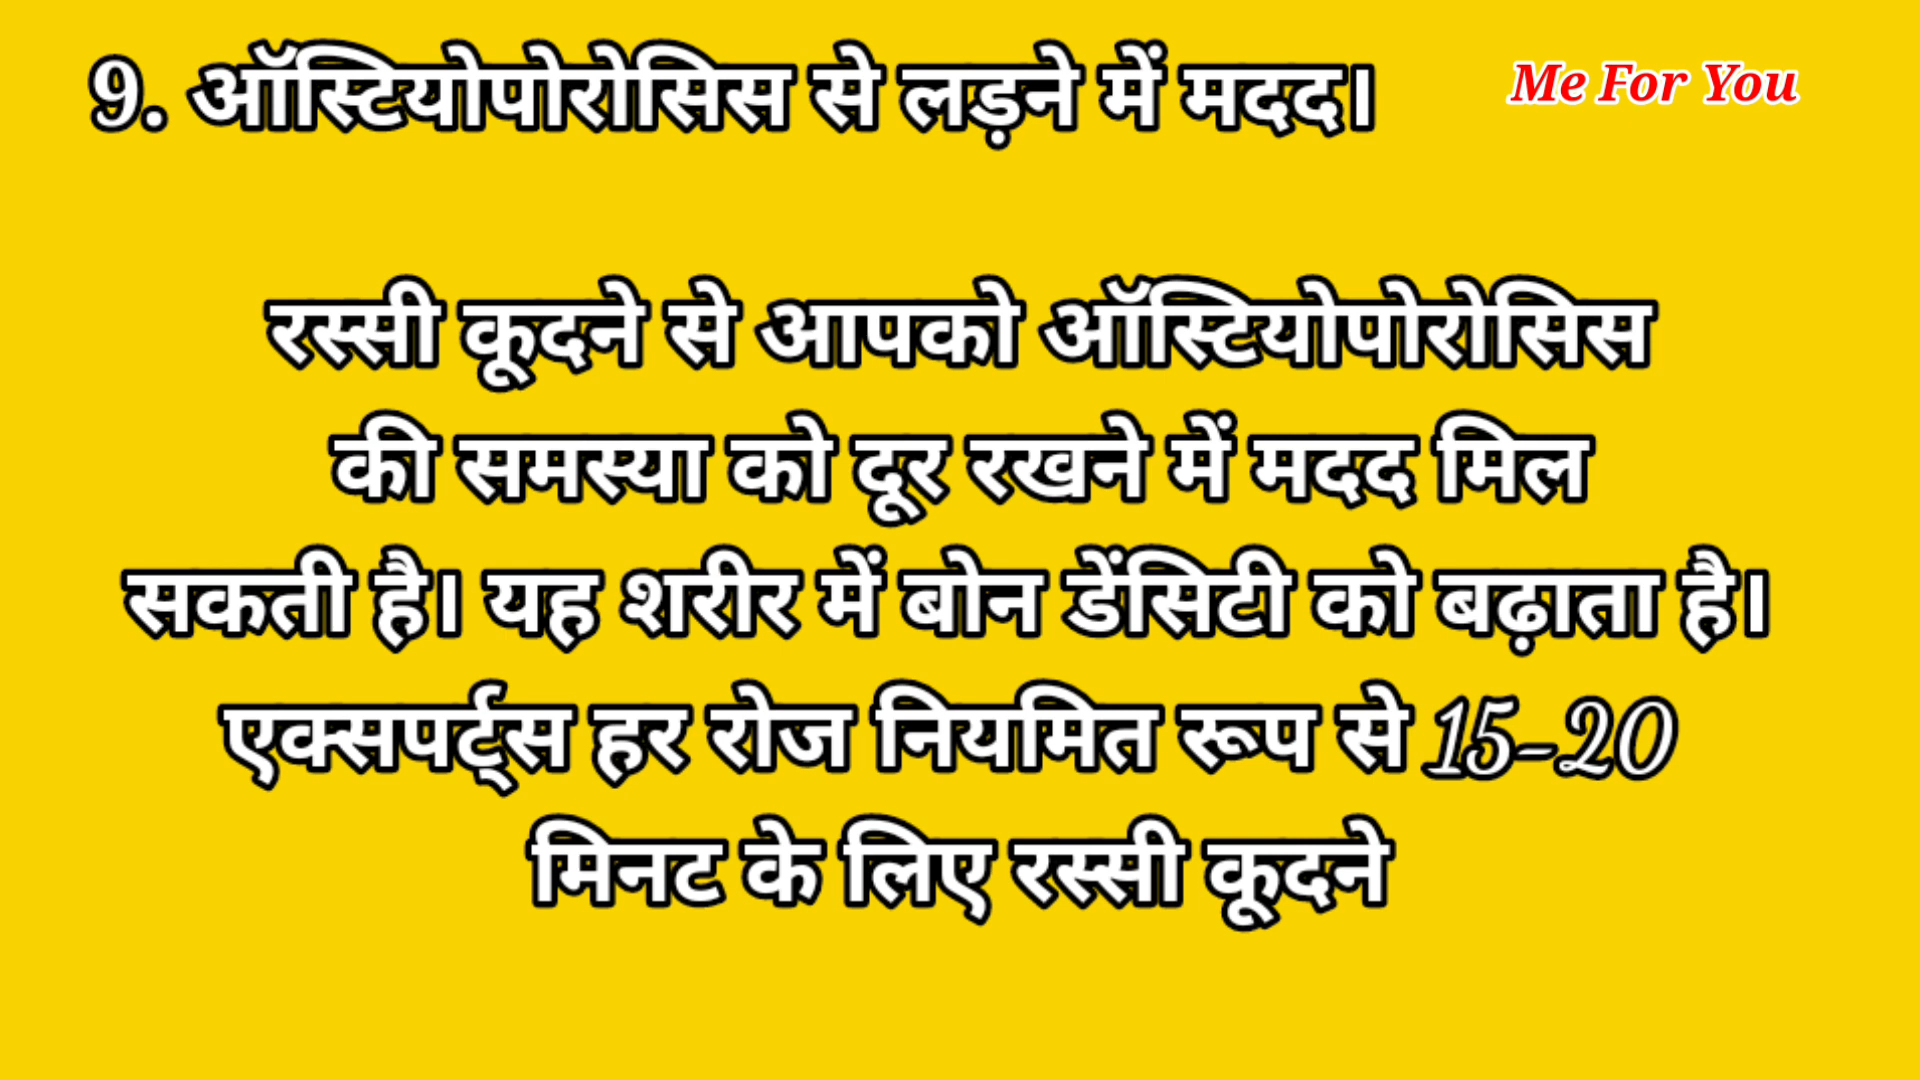 9. ऑस्टियोपोरोसिस से लड़ने में मदद।
Me For You
रस्सी कूदने से आपको ऑस्टियोपोरोसिस
की समस्या को दूर रखने में मदद मिल
सकती है। यह शरीर में बोन डेंसिटी को बढ़ाता है।
एक्सपर्ट्स हर रोज नियमित रूप से 15-20
मिनट के लिए रस्सी कूदने